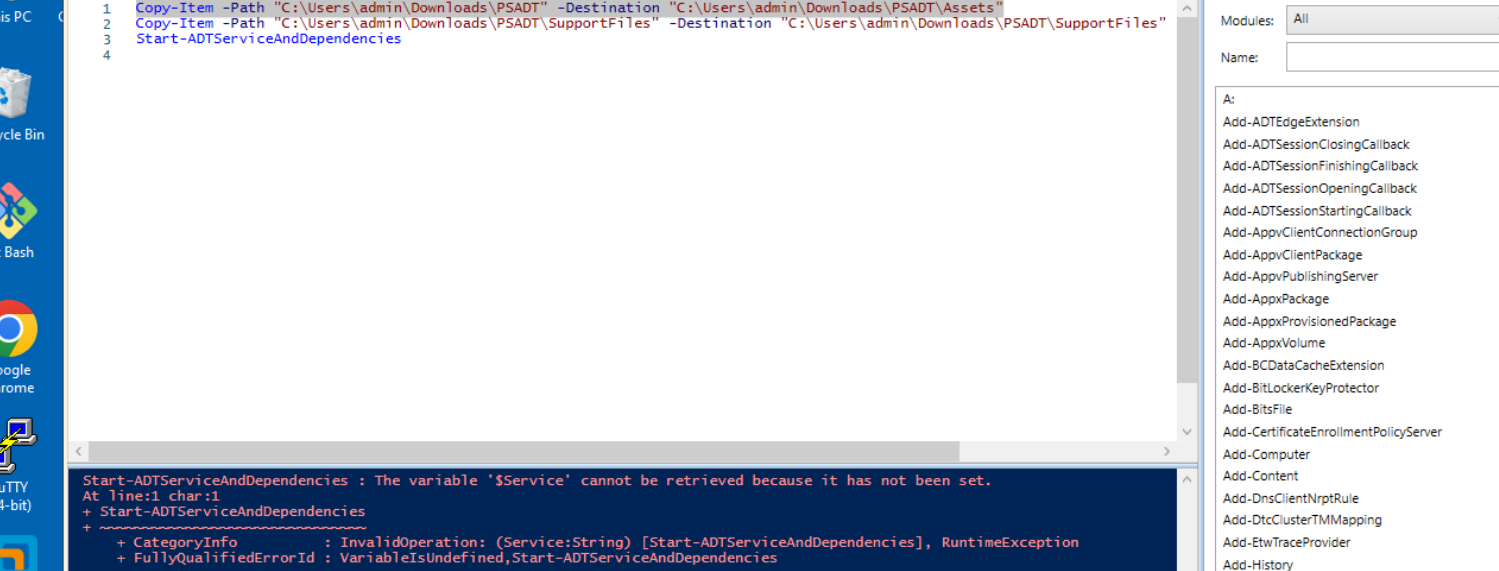 is PC
C
ycle Bin
Bash
oogle
rome
uTTY
4-bit)
1 Copy-Item -Path "C:\Users\admin\Downloads\PSADT" -Destination "C:\Users\admin\Downloads\PSADT\Assets"
2 Copy-Item -Path "C:\Users\admin\Downloads\PSADT\SupportFiles" -Destination "C:\Users\admin\Downloads\PSADT\SupportFiles"
3 Start-ADTServiceAndDependencies
4
Start-ADTServiceAndDependencies : The variable '$Service' cannot be retrieved because it has not been set.
At line:1 char:1
+ Start-ADTServiceAndDependencies
+ ~~~~~~~~~~~~~~~~~~~~~~~~~~~~~~~
+ CategoryInfo : InvalidOperation: (Service:String) [Start-ADTServiceAndDependencies], RuntimeException
+ FullyQualifiedErrorId : VariableIsUndefined,Start-ADTServiceAndDependencies
Modules: All
Name:
A:
Add-ADTEdgeExtension
Add-ADTSessionClosingCallback
Add-ADTSessionFinishingCallback
Add-ADTSessionOpeningCallback
Add-ADTSessionStartingCallback
Add-AppvClientConnectionGroup
Add-AppvClientPackage
Add-AppvPublishingServer
Add-AppxPackage
Add-AppxProvisionedPackage
Add-AppxVolume
Add-BCDataCacheExtension
Add-BitLockerKeyProtector
Add-BitsFile
Add-CertificateEnrollmentPolicyServer
Add-Computer
Add-Content
Add-DnsClientNrptRule
Add-DtcClusterTMMapping
Add-EtwTraceProvider
Add-History